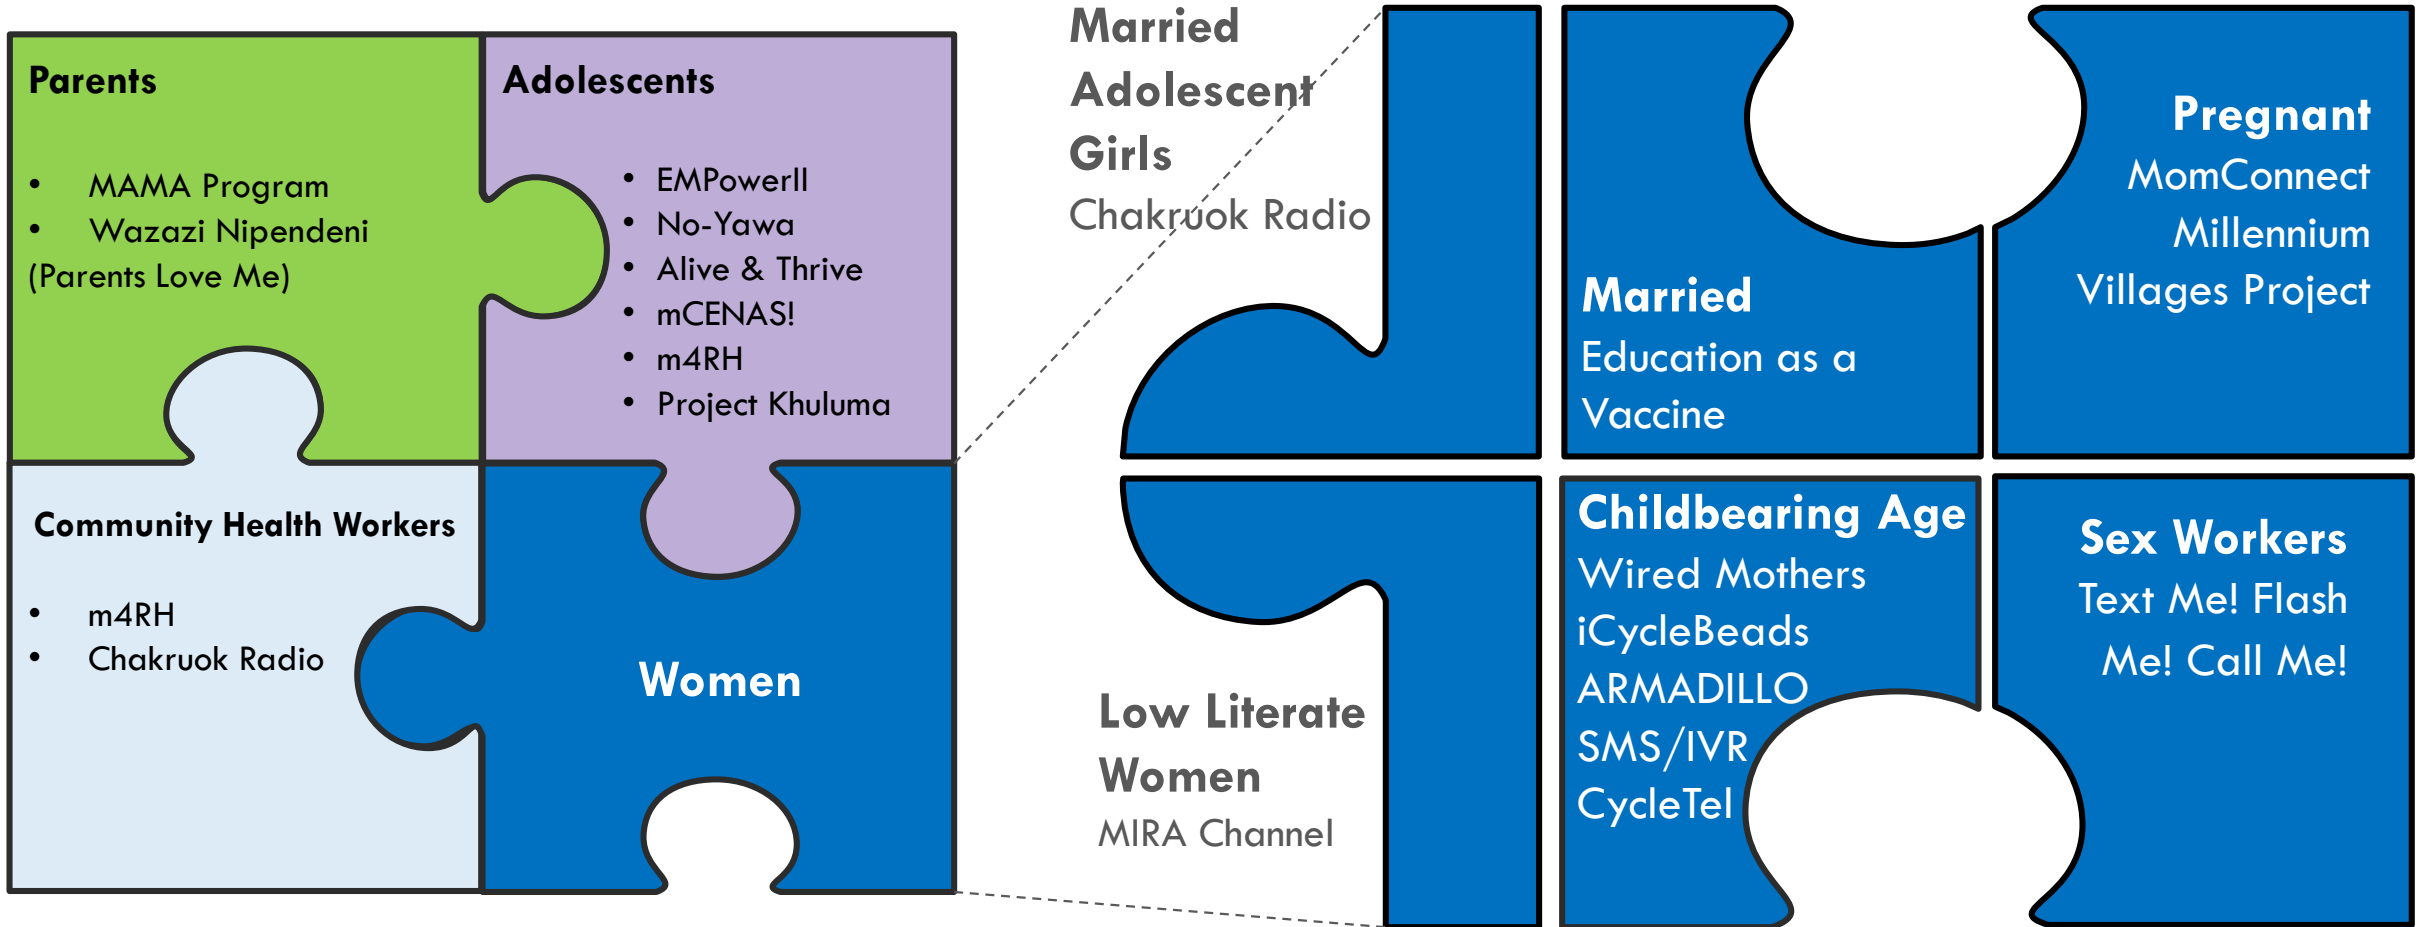 Parents
• MAMA Program
• Wazazi Nipendeni
(Parents Love Me)
Adolescents
• EMPowerII
• No-Yawa
• Alive & Thrive
• mCENAS!
• m4RH
• Project Khuluma
Community Health Workers
• m4RH
• Chakruok Radio
Women
Married
Adolescent
Girls
Chakruok Radio
Married
Education as a
Vaccine
Pregnant
MomConnect
Millennium
Villages Project
Low Literate
Women
MIRA Channel
Childbearing Age
Wired Mothers
iCycleBeads
ARMADILLO
SMS/IVR
CycleTel
Sex Workers
Text Me! Flash
Me! Call Me!